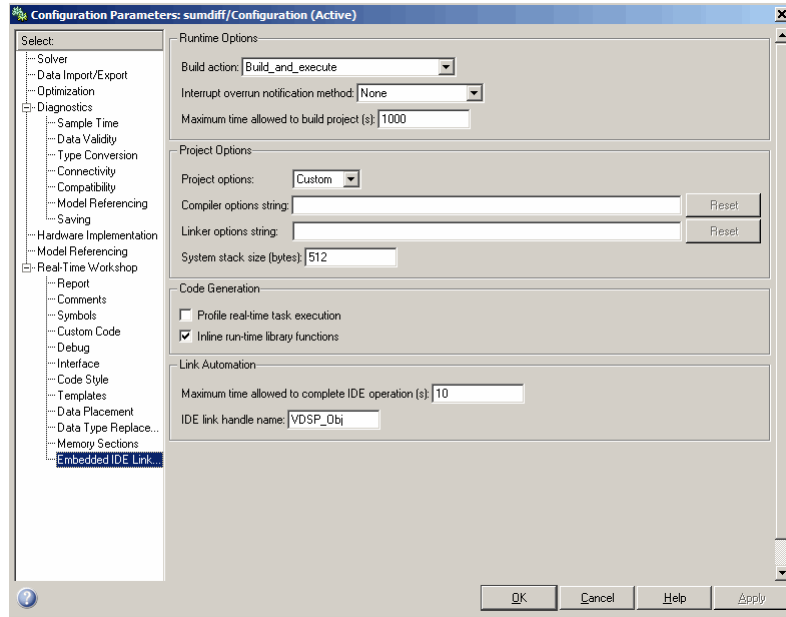 Configuration Parameters: sumdiff/Configuration (Active)
Select:
Solver
Data Import/Export
Optimization
Diagnostics
Sample Time
Data Validity
Type Conversion
Connectivity
Compatibility
Model Referencing
Saving
Hardware Implementation
Model Referencing
Real-Time Workshop
Report
Comments
Symbols
Custom Code
Debug
Interface
Code Style
Templates
Data Placement
Data Type Replace...
Memory Sections
Embedded IDE Link...
Runtime Options
Build action: Build_and_execute
Interrupt overrun notification method: None
Maximum time allowed to build project (s): 1000
Project Options
Project options: Custom
Compiler options string: Reset
Linker options string: Reset
System stack size (bytes): 512
Code Generation
Profile real-time task execution
Inline run-time library functions
Link Automation
Maximum time allowed to complete IDE operation (s): 10
IDE link handle name: VDSP_Obj
OK Cancel Help Apply